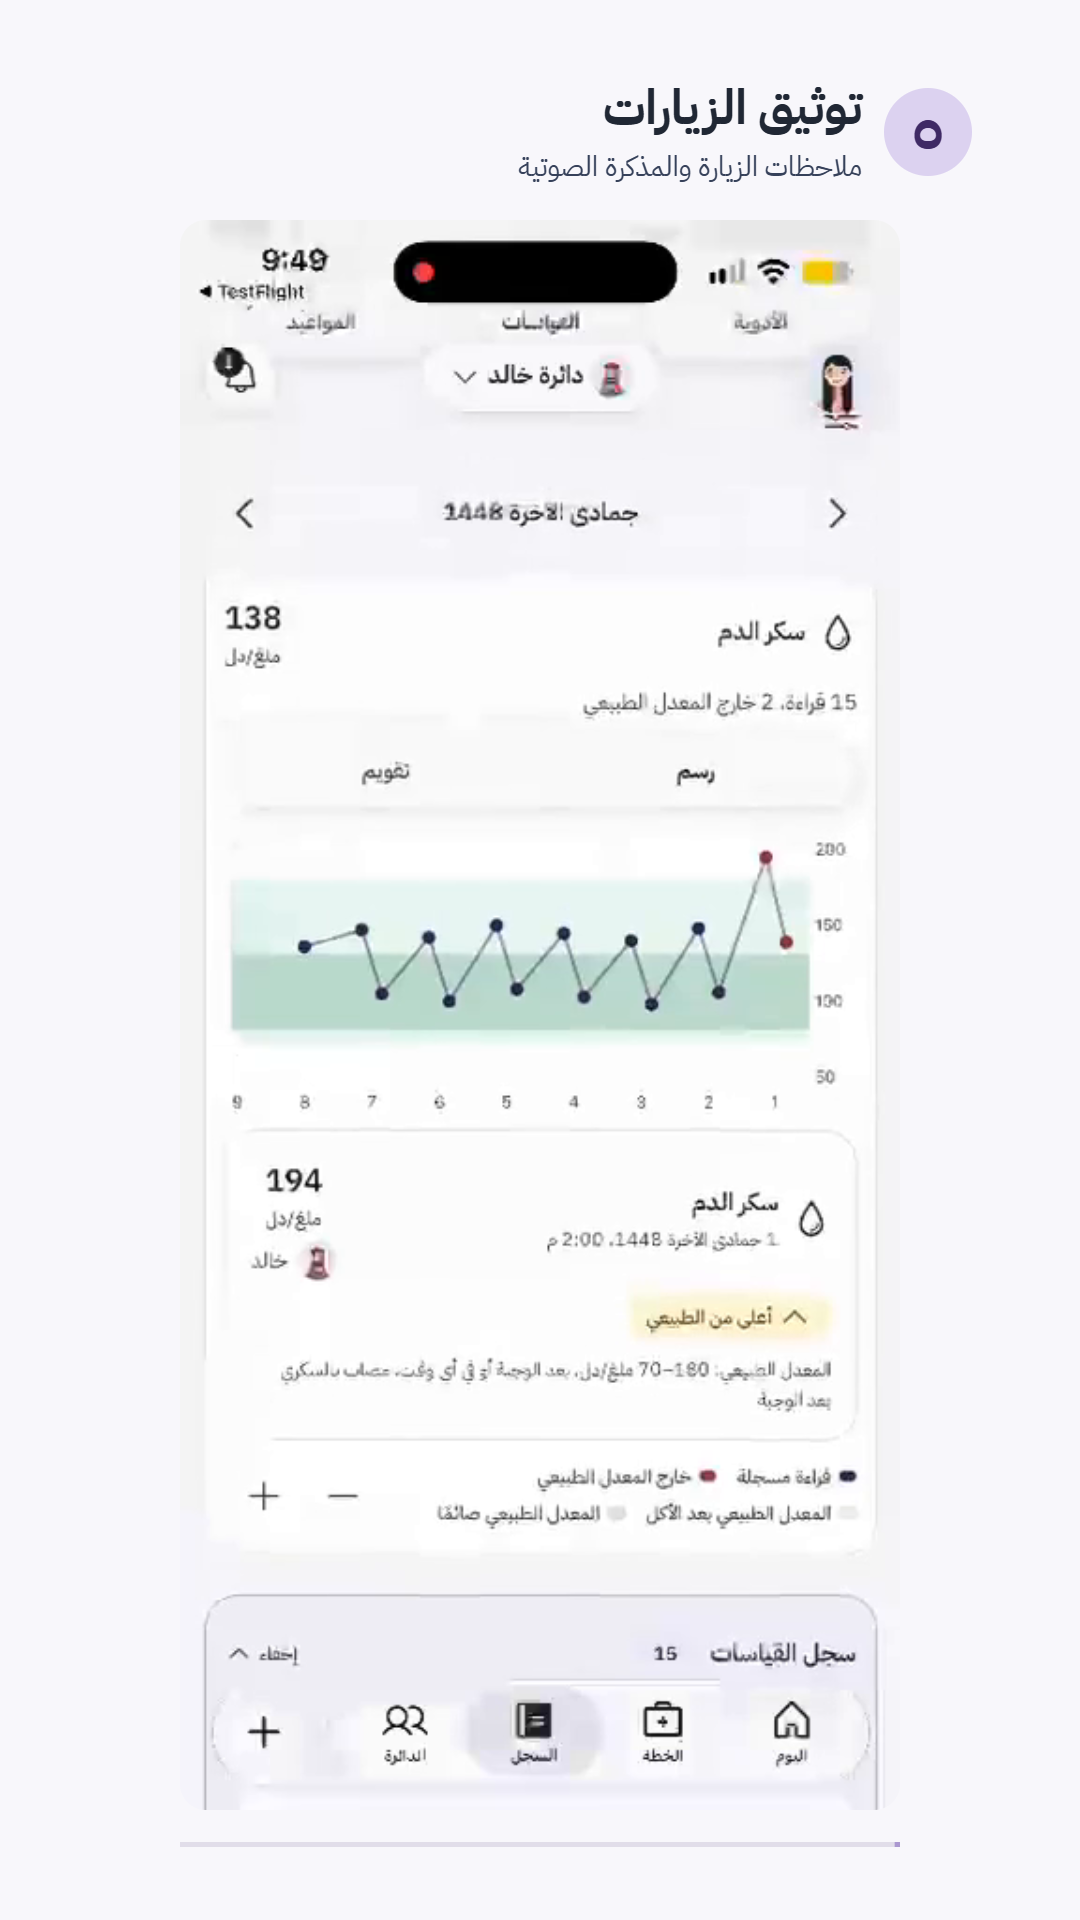 ٥
توثيق الزيارات
ملاحظات الزيارة والمذكرة الصوتية
9:49
◀ TestFlight
الأدوية
المواعيد
دائرة خالد
جمادى الآخرة 1448
سكر الدم
138
ملغ/دل
15 قراءة، 2 خارج المعدل الطبيعي
رسم
تقويم
200
150
100
50
9 8 7 6 5 4 3 2 1
سكر الدم
194
ملغ/دل
1 جمادى الآخرة 1448، 2:00 م
خالد
أعلى من الطبيعي
المعدل الطبيعي: 180–70 ملغ/دل، بعد الوجبة أو في أي وقت، مصاب بالسكري
بعد الوجبة
قراءة مسجلة
خارج المعدل الطبيعي
المعدل الطبيعي بعد الأكل
المعدل الطبيعي صائمًا
سجل القياسات
15
إخفاء
اليوم
الخطة
السجل
الدائرة